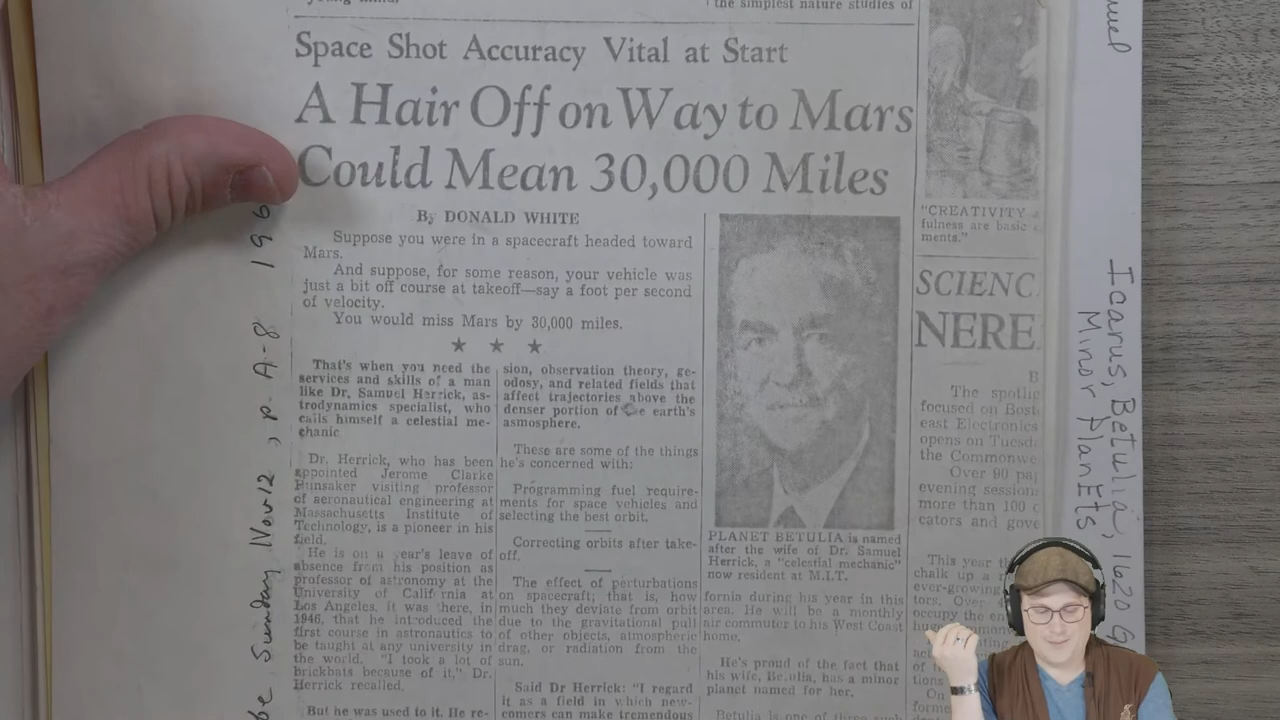 the simplest nature studies of
Space Shot Accuracy Vital at Start
A Hair Off on Way to Mars
Could Mean 30,000 Miles
By DONALD WHITE
Suppose you were in a spacecraft headed toward
Mars.
And suppose, for some reason, your vehicle was
just a bit off course at takeoff—say a foot per second
of velocity.
You would miss Mars by 30,000 miles.
★ ★ ★
That's when you need the
services and skills of a man
like Dr. Samuel Herrick, as-
trodynamics specialist, who
calls himself a celestial me-
chanic
Dr. Herrick, who has been
appointed Jerome Clarke
Hunsaker visiting professor
of aeronautical engineering at
Massachusetts Institute of
Technology, is a pioneer in his
field.
He is on a year's leave of
absence from his position as
professor of astronomy at the
University of California at
Los Angeles. It was there, in
1946, that he introduced the
first course in astronautics to
be taught at any university in
the world. "I took a lot of
brickbats because of it," Dr.
Herrick recalled.
But he was used to it. He re-
sion, observation theory, ge-
odosy, and related fields that
affect trajectories above the
denser portion of the earth's
asmosphere.
These are some of the things
he's concerned with:
Programming fuel require-
ments for space vehicles and
selecting the best orbit.
Correcting orbits after take-
off.
The effect of perturbations
on spacecraft; that is, how
much they deviate from orbit
due to the gravitational pull
of other objects, atmospheric
drag, or radiation from the
sun.
Said Dr Herrick: "I regard
it as a field in which new-
comers can make tremendous
PLANET BETULIA is named
after the wife of Dr. Samuel
Herrick, a "celestial mechanic"
now resident at M.I.T.
fornia during his year in this
area. He will be a monthly
air commuter to his West Coast
home.
He's proud of the fact that
his wife, Betulia, has a minor
planet named for her.
Betulia is one of three such
"CREATIVITY
fulness are basic
ments."
SCIENC
NERE
B
The spotlic
focused on Bost
east Electronics
opens on Tuesd
the Commonwe
Over 90 pa
evening session
more than 100 c
cators and gove
This year t
chalk up a
ever-growing
tors. Over
occupy the en
On
forme
be Sunday Nov 12, p. A-8 196
Icarus, Betulia, 1620 G
Minor PlanEts